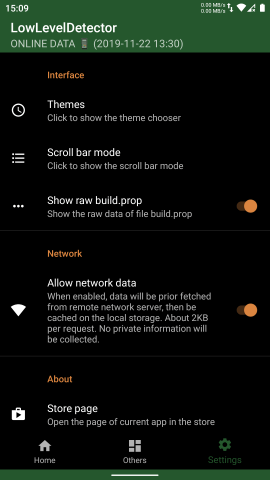 15:09
0.00 MB/s
0.00 MB/s
LowLevelDetector
ONLINE DATA (2019-11-22 13:30)
Interface
Themes
Click to show the theme chooser
Scroll bar mode
Click to show the scroll bar mode
Show raw build.prop
Show the raw data of file build.prop
Network
Allow network data
When enabled, data will be prior fetched
from remote network server, then be
cached on the local storage. About 2KB
per request. No private information will
be collected.
About
Store page
Open the page of current app in the store
Home
Others
Settings